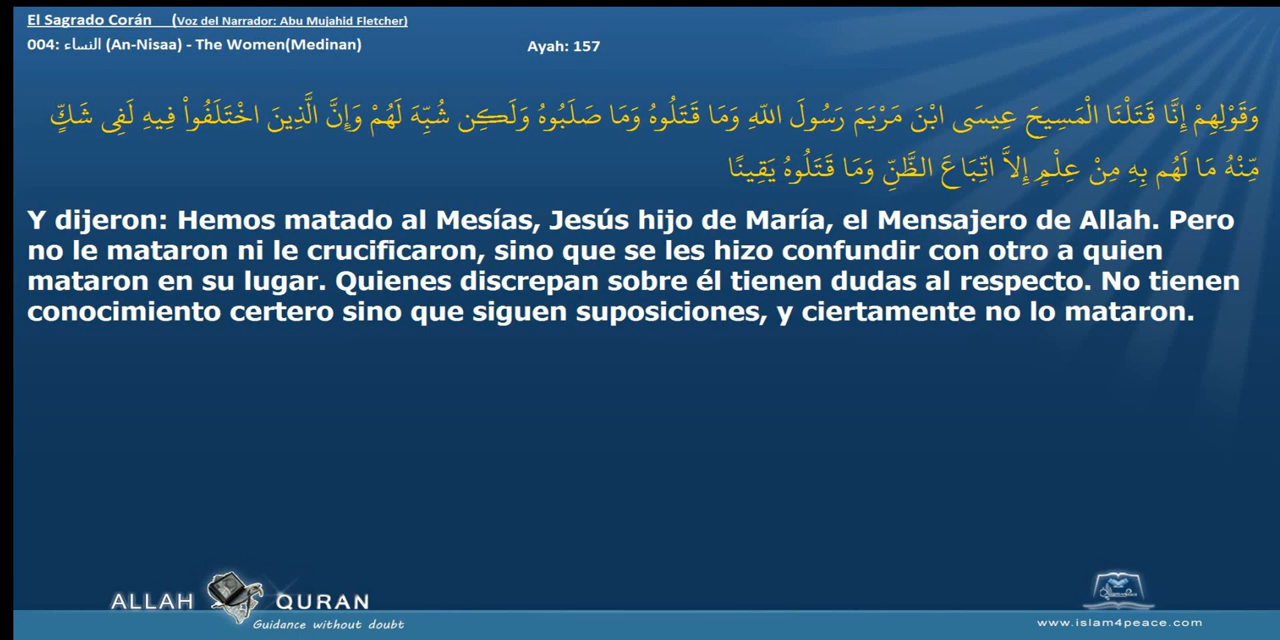 El Sagrado Corán (Voz del Narrador: Abu Mujahid Fletcher)
004: النساء (An-Nisaa) - The Women(Medinan) Ayah: 157
وَقَوْلِهِمْ إِنَّا قَتَلْنَا الْمَسِيحَ عِيسَى ابْنَ مَرْيَمَ رَسُولَ اللّهِ وَمَا قَتَلُوهُ وَمَا صَلَبُوهُ وَلَكِن شُبِّهَ لَهُمْ وَإِنَّ الَّذِينَ اخْتَلَفُواْ فِيهِ لَفِي شَكٍّ
مِّنْهُ مَا لَهُم بِهِ مِنْ عِلْمٍ إِلاَّ اتِّبَاعَ الظَّنِّ وَمَا قَتَلُوهُ يَقِينًا
Y dijeron: Hemos matado al Mesías, Jesús hijo de María, el Mensajero de Allah. Pero
no le mataron ni le crucificaron, sino que se les hizo confundir con otro a quien
mataron en su lugar. Quienes discrepan sobre él tienen dudas al respecto. No tienen
conocimiento certero sino que siguen suposiciones, y ciertamente no lo mataron.
ALLAH QURAN
Guidance without doubt
www.islam4peace.com